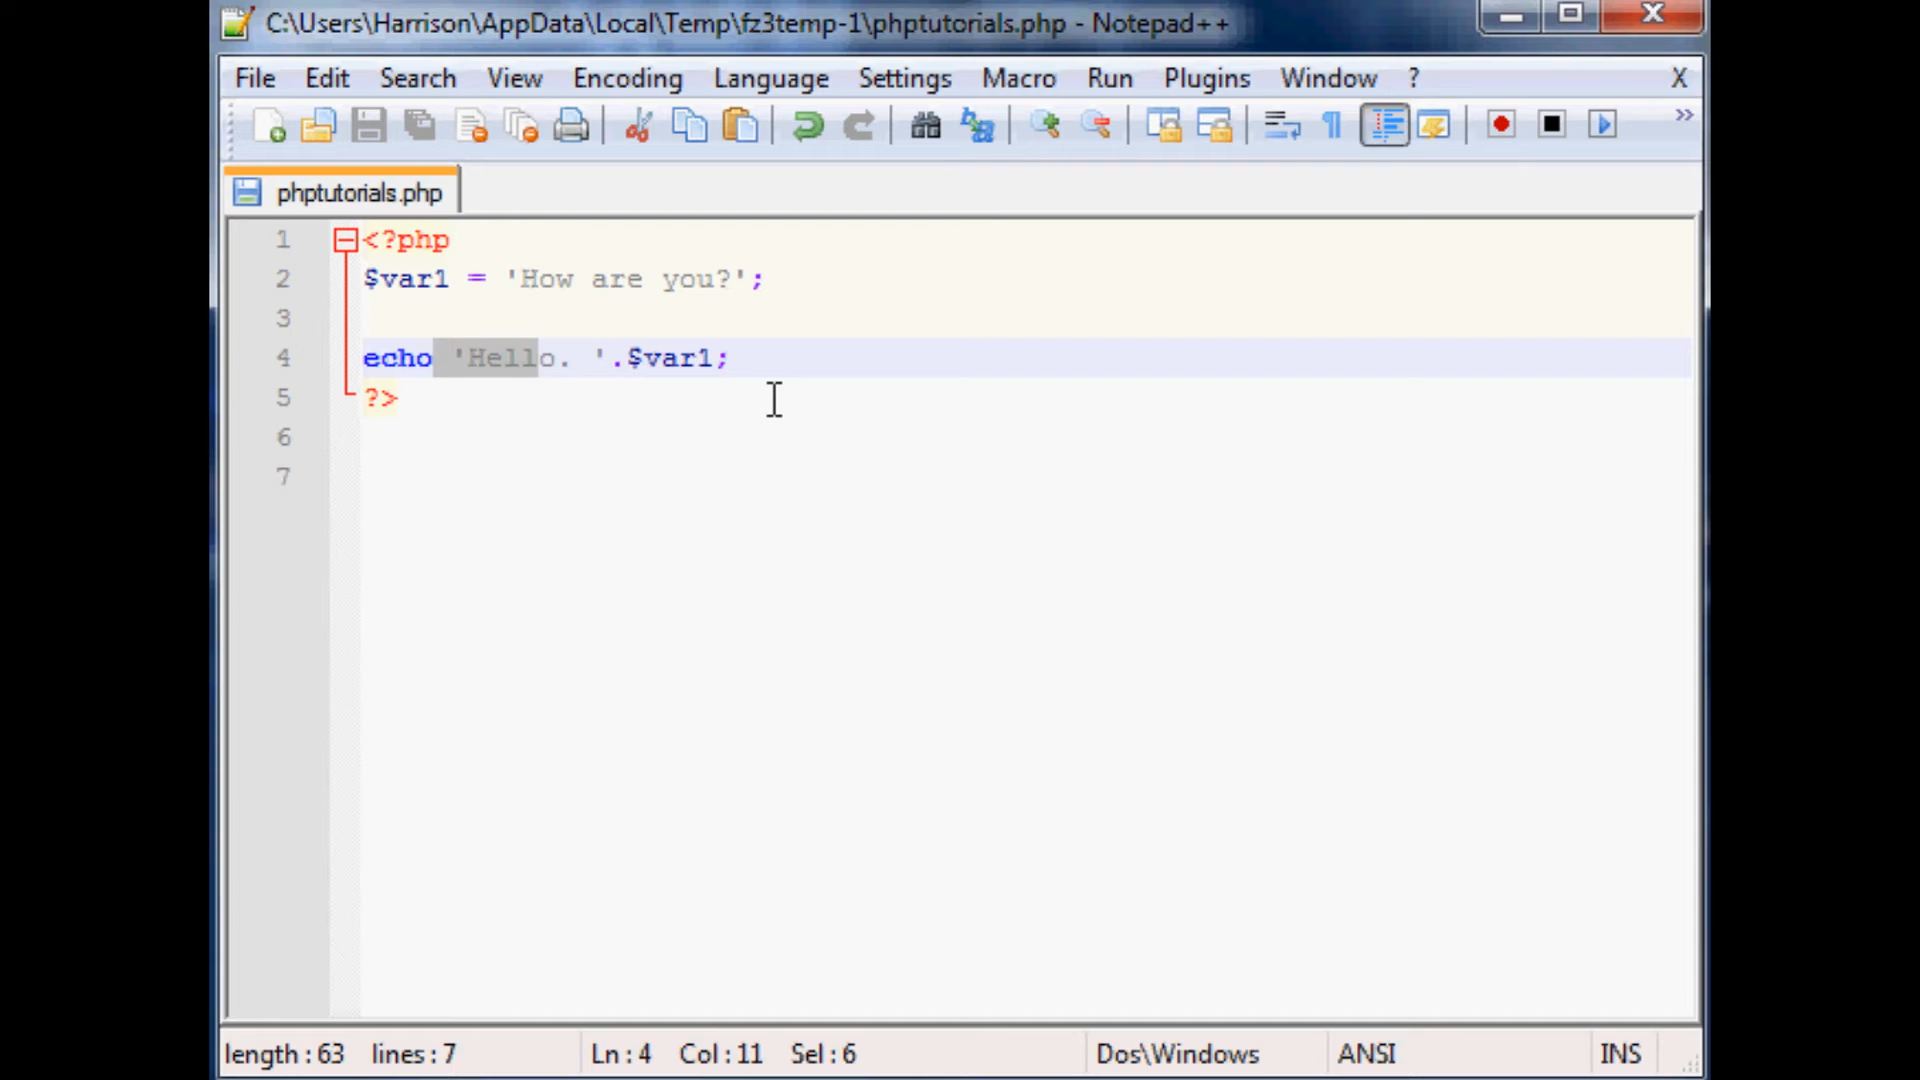 C:\Users\Harrison\AppData\Local\Temp\fz3temp-1\phptutorials.php - Notepad++
File Edit Search View Encoding Language Settings Macro Run Plugins Window ? X
phptutorials.php
1 <?php
2 $var1 = 'How are you?';
3
4 echo 'Hello. '.$var1;
5 ?>
6
7
length : 63 lines : 7 Ln : 4 Col : 11 Sel : 6 Dos\Windows ANSI INS